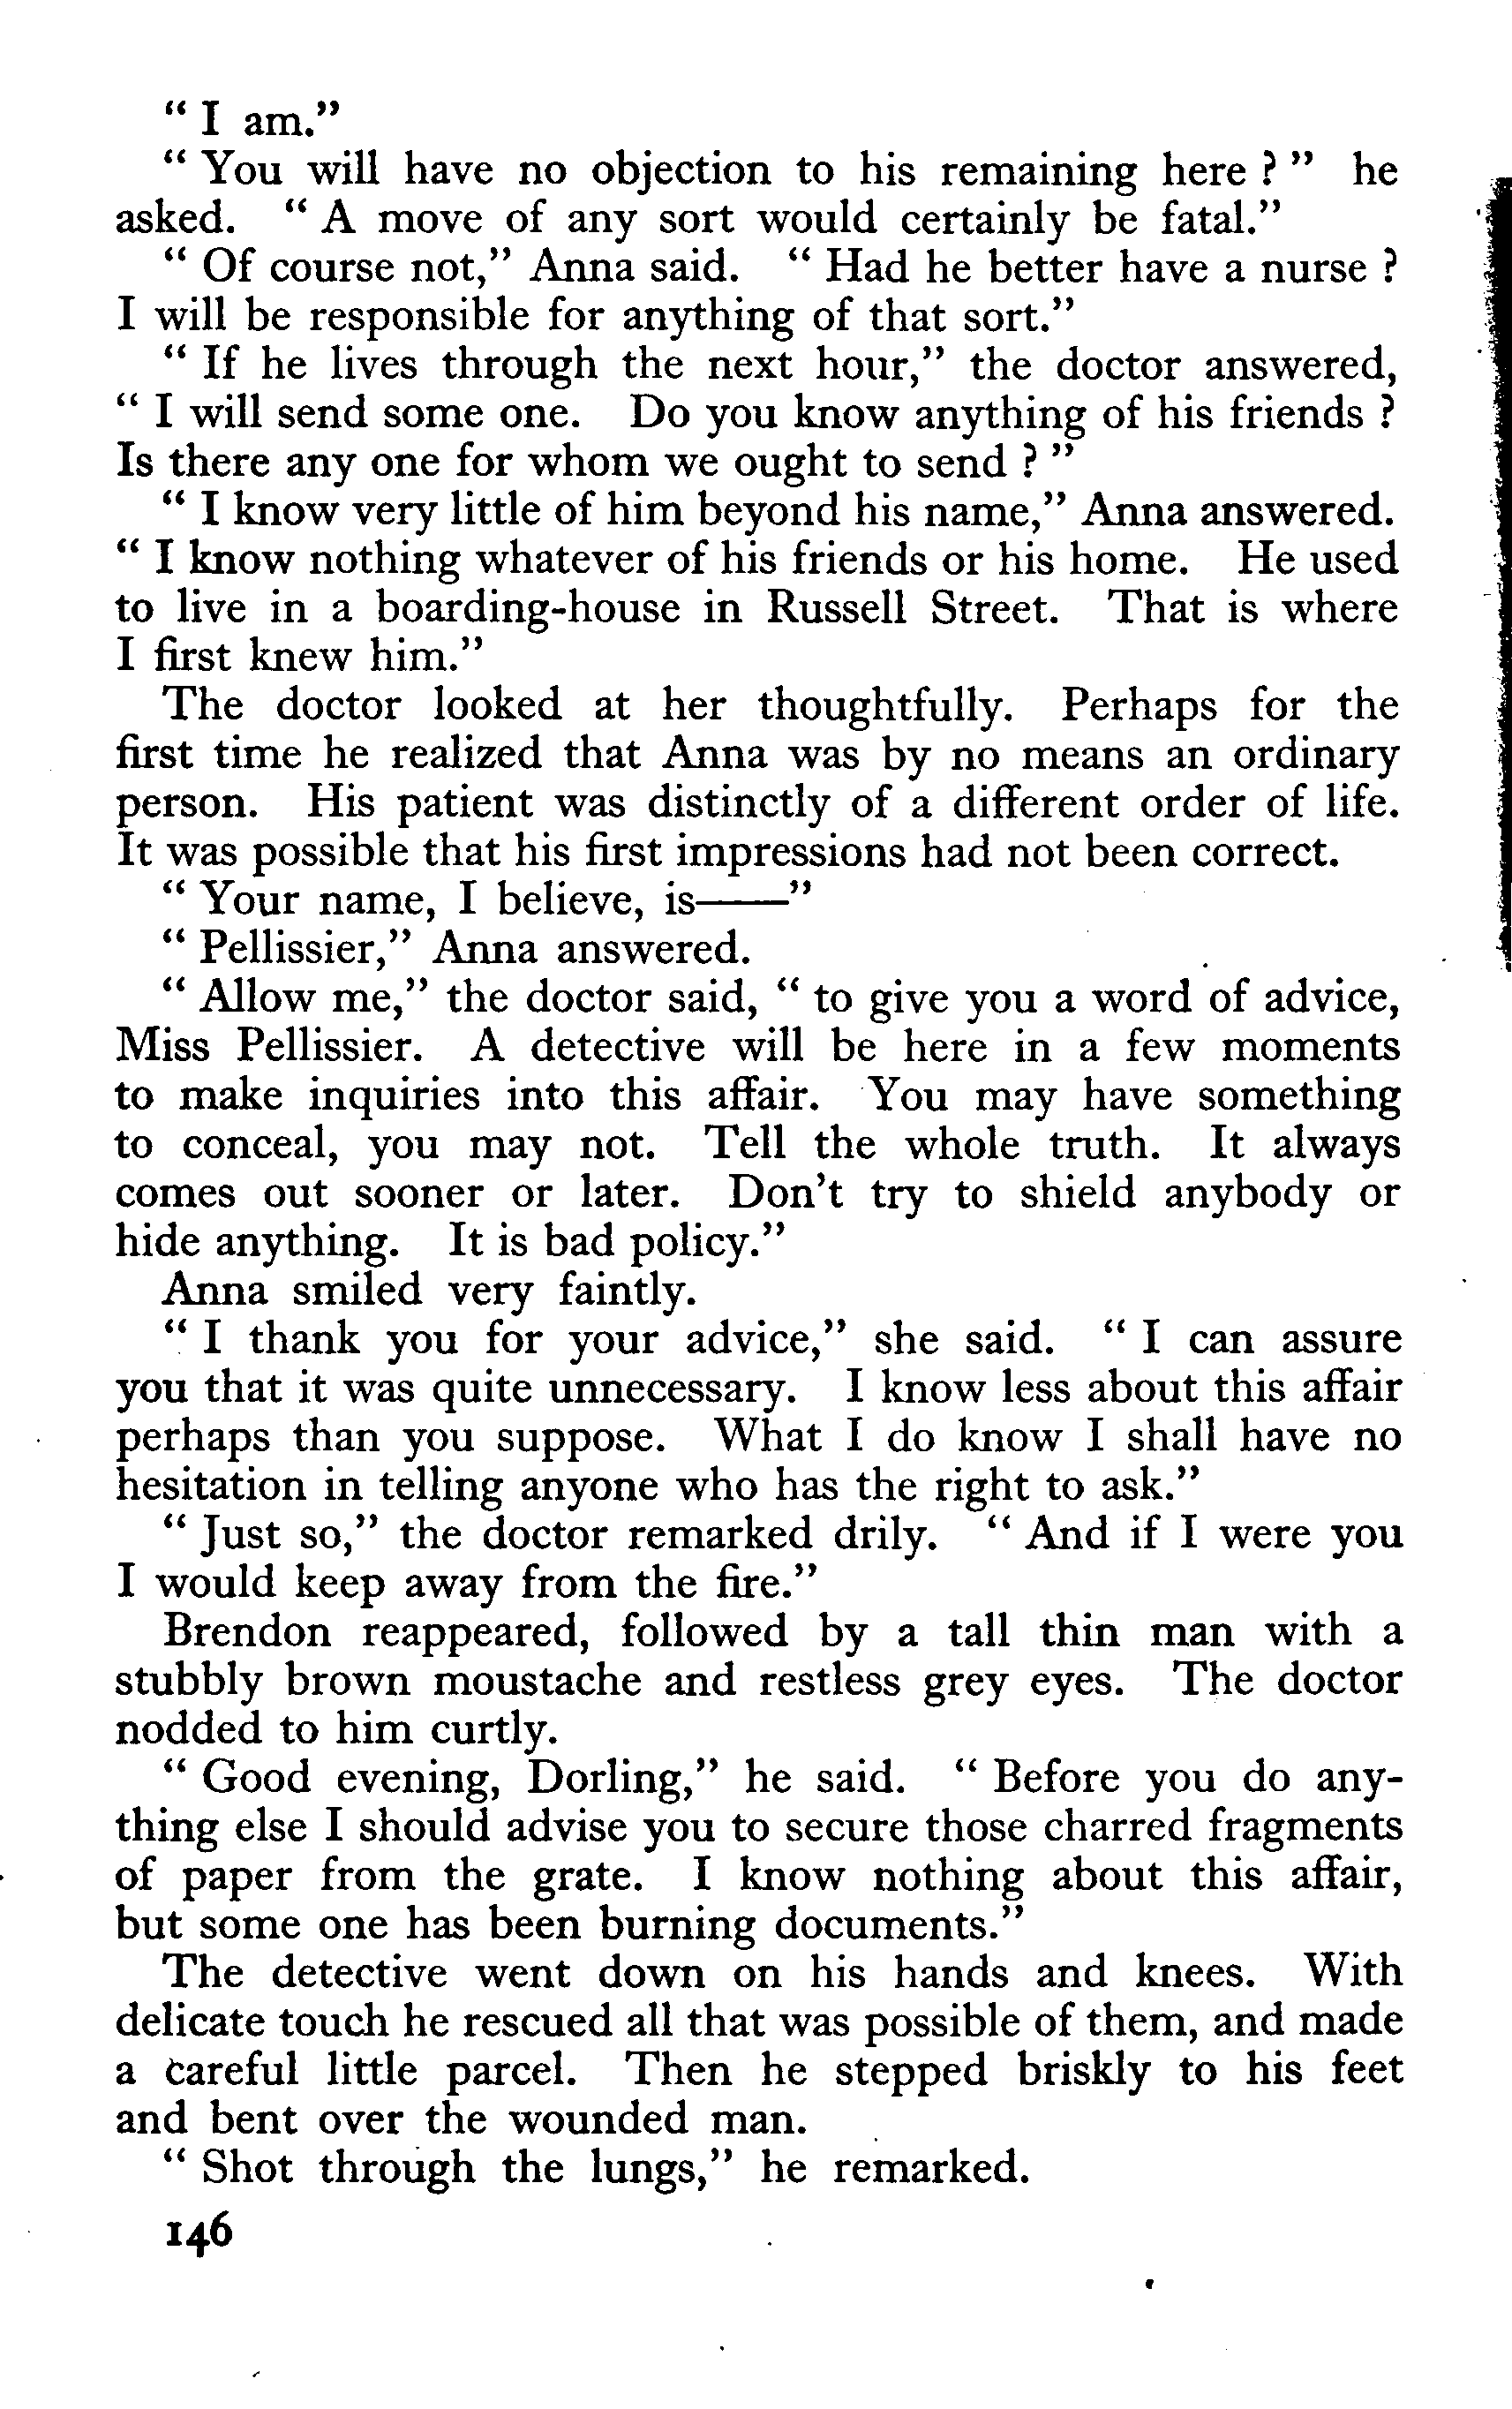 " I am."
" You will have no objection to his remaining here ? " he
asked. " A move of any sort would certainly be fatal."
" Of course not," Anna said. " Had he better have a nurse ?
I will be responsible for anything of that sort."
" If he lives through the next hour," the doctor answered,
" I will send some one. Do you know anything of his friends ?
Is there any one for whom we ought to send ? "
" I know very little of him beyond his name," Anna answered.
" I know nothing whatever of his friends or his home. He used
to live in a boarding-house in Russell Street. That is where
I first knew him."
The doctor looked at her thoughtfully. Perhaps for the
first time he realized that Anna was by no means an ordinary
person. His patient was distinctly of a different order of life.
It was possible that his first impressions had not been correct.
" Your name, I believe, is——"
" Pellissier," Anna answered.
" Allow me," the doctor said, " to give you a word of advice,
Miss Pellissier. A detective will be here in a few moments
to make inquiries into this affair. You may have something
to conceal, you may not. Tell the whole truth. It always
comes out sooner or later. Don't try to shield anybody or
hide anything. It is bad policy."
Anna smiled very faintly.
" I thank you for your advice," she said. " I can assure
you that it was quite unnecessary. I know less about this affair
perhaps than you suppose. What I do know I shall have no
hesitation in telling anyone who has the right to ask."
" Just so," the doctor remarked drily. " And if I were you
I would keep away from the fire."
Brendon reappeared, followed by a tall thin man with a
stubbly brown moustache and restless grey eyes. The doctor
nodded to him curtly.
" Good evening, Dorling," he said. " Before you do any-
thing else I should advise you to secure those charred fragments
of paper from the grate. I know nothing about this affair,
but some one has been burning documents."
The detective went down on his hands and knees. With
delicate touch he rescued all that was possible of them, and made
a careful little parcel. Then he stepped briskly to his feet
and bent over the wounded man.
" Shot through the lungs," he remarked.
146